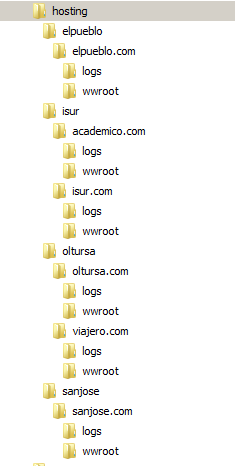 hosting
elpueblo
elpueblo.com
logs
wwroot
isur
academico.com
logs
wwroot
isur.com
logs
wwroot
oltursa
oltursa.com
logs
wwroot
viajero.com
logs
wwroot
sanjose
sanjose.com
logs
wwroot